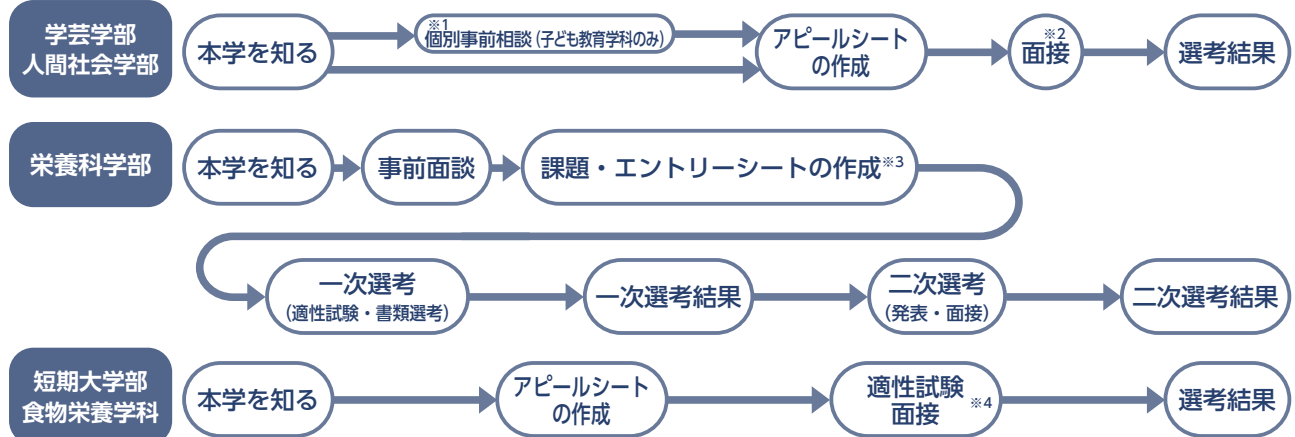 学芸学部
人間社会学部
本学を知る
※1
個別事前相談(子ども教育学科のみ)
アピールシート
の作成
※2
面接
選考結果
栄養科学部
本学を知る
事前面談
課題・エントリーシートの作成※3
一次選考
(適性試験・書類選考)
一次選考結果
二次選考
(発表・面接)
二次選考結果
短期大学部
食物栄養学科
本学を知る
アピールシート
の作成
適性試験
面接 ※4
選考結果